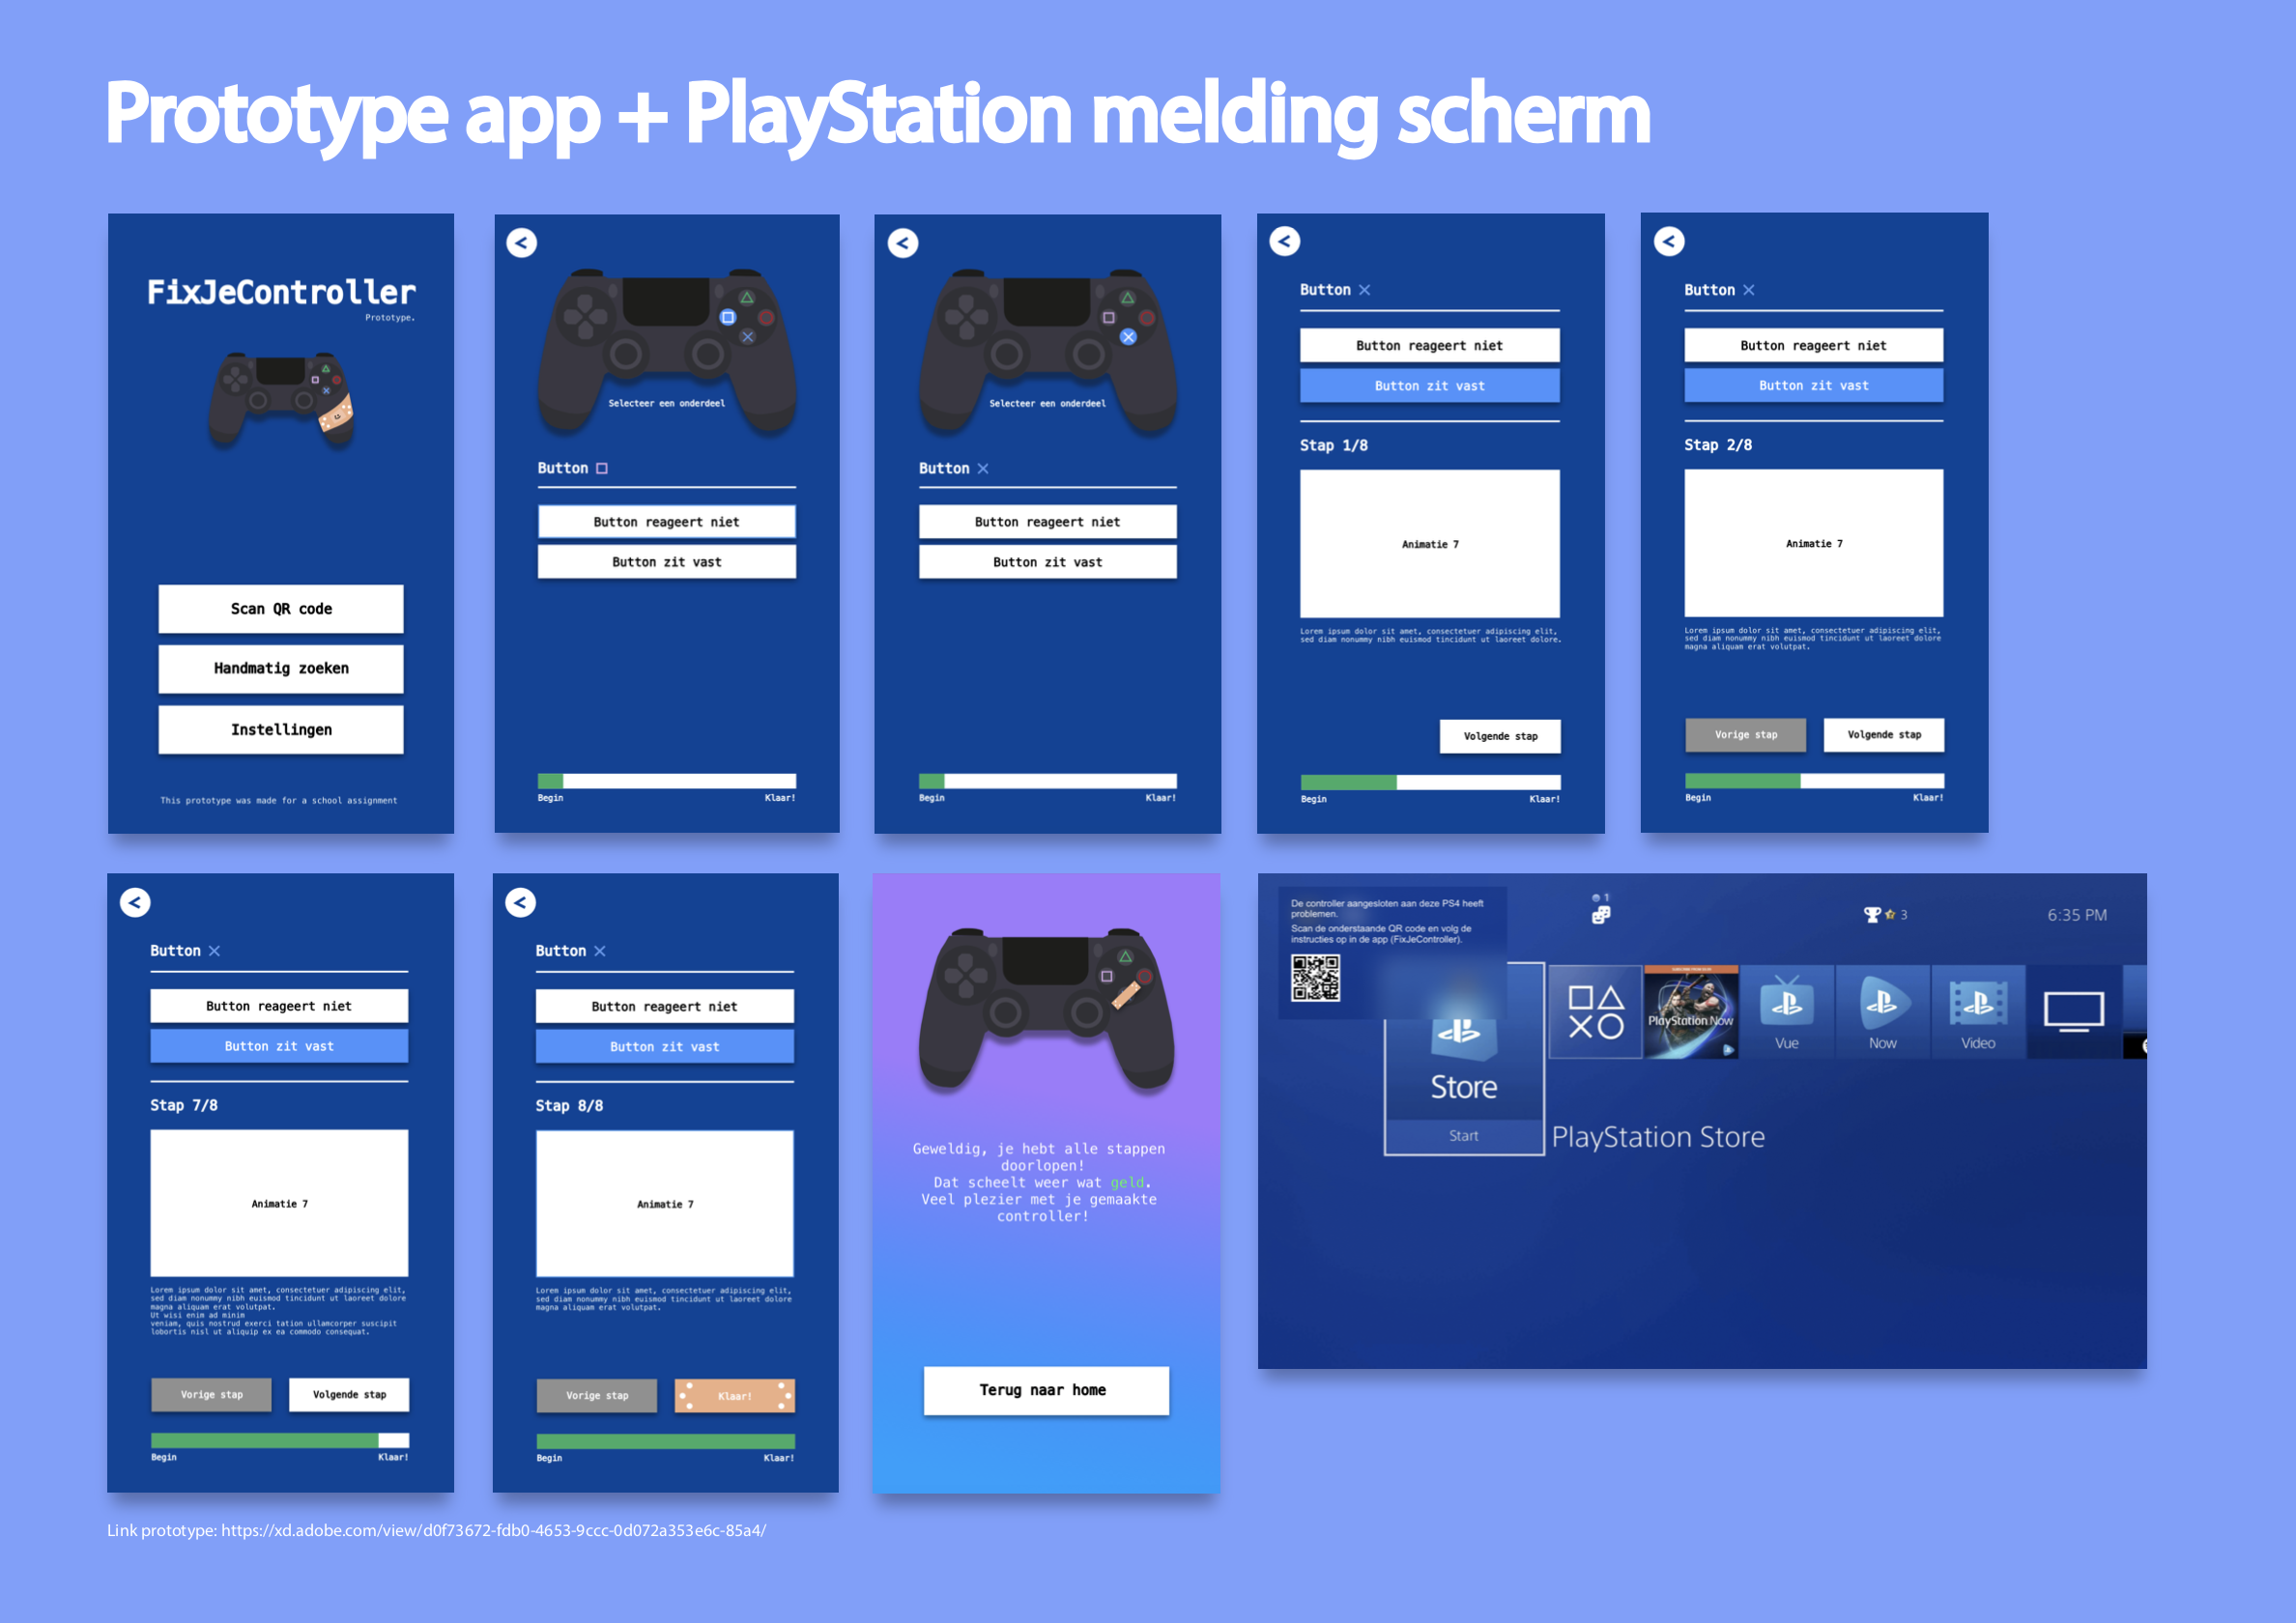 Prototype app + PlayStation melding scherm
FixJeController
Prototype.
Scan QR code
Handmatig zoeken
Instellingen
This prototype was made for a school assignment
<
Selecteer een onderdeel
Button
Button reageert niet
Button zit vast
Begin
Klaar!
<
Selecteer een onderdeel
Button
Button reageert niet
Button zit vast
Begin
Klaar!
<
Button
Button reageert niet
Button zit vast
Stap 1/8
Animatie 7
Lorem ipsum dolor sit amet, consectetuer adipiscing elit,
sed diam nonummy nibh euismod tincidunt ut laoreet dolore.
Volgende stap
Begin
Klaar!
<
Button
Button reageert niet
Button zit vast
Stap 2/8
Animatie 7
Lorem ipsum dolor sit amet, consectetuer adipiscing elit,
sed diam nonummy nibh euismod tincidunt ut laoreet dolore
magna aliquam erat volutpat.
Vorige stap
Volgende stap
Begin
Klaar!
<
Button
Button reageert niet
Button zit vast
Stap 7/8
Animatie 7
Lorem ipsum dolor sit amet, consectetuer adipiscing elit,
sed diam nonummy nibh euismod tincidunt ut laoreet dolore
magna aliquam erat volutpat.
Ut wisi enim ad minim
veniam, quis nostrud exerci tation ullamcorper suscipit
lobortis nisl ut aliquip ex ea commodo consequat.
Vorige stap
Volgende stap
Begin
Klaar!
<
Button
Button reageert niet
Button zit vast
Stap 8/8
Animatie 7
Lorem ipsum dolor sit amet, consectetuer adipiscing elit,
sed diam nonummy nibh euismod tincidunt ut laoreet dolore
magna aliquam erat volutpat.
Vorige stap
Klaar!
Begin
Klaar!
Geweldig, je hebt alle stappen
doorlopen!
Dat scheelt weer wat geld.
Veel plezier met je gemaakte
controller!
Terug naar home
De controller aangesloten aan deze PS4 heeft
problemen.
Scan de onderstaande QR code en volg de
instructies op in de app (FixJeController).
1
3
6:35 PM
Store
Start
PlayStation Now
Vue
Now
Video
PlayStation Store
Link prototype: https://xd.adobe.com/view/d0f73672-fdb0-4653-9ccc-0d072a353e6c-85a4/